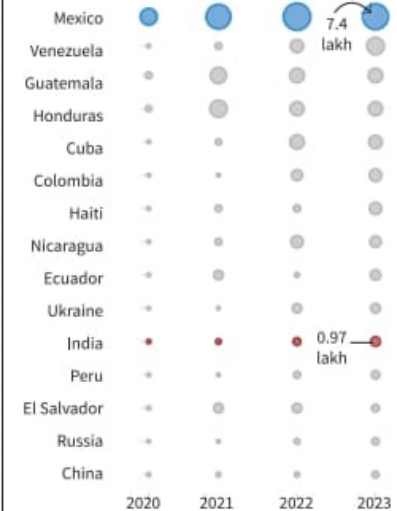 Mexico
7.4
lakh
Venezuela
Guatemala
Honduras
Cuba
Colombia
Haiti
Nicaragua
Ecuador
Ukraine
India
0.97
lakh
Peru
El Salvador
Russia
China
2020 2021 2022 2023